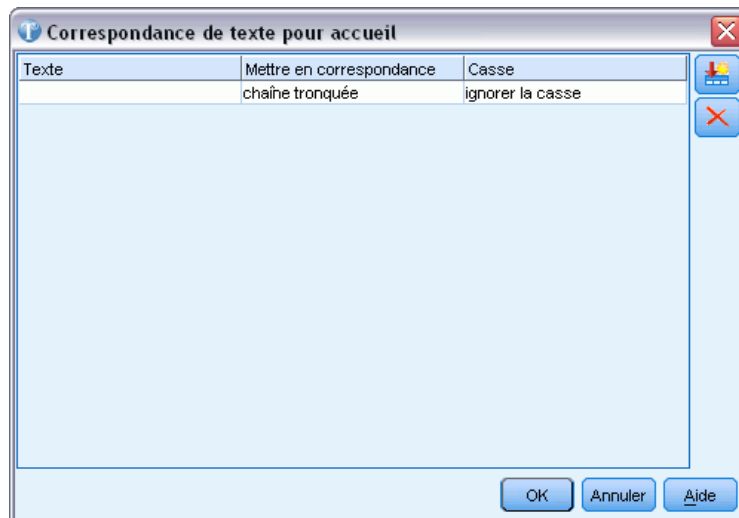 Correspondance de texte pour accueil
Texte Mettre en correspondance Casse
chaîne tronquée ignorer la casse
OK Annuler Aide